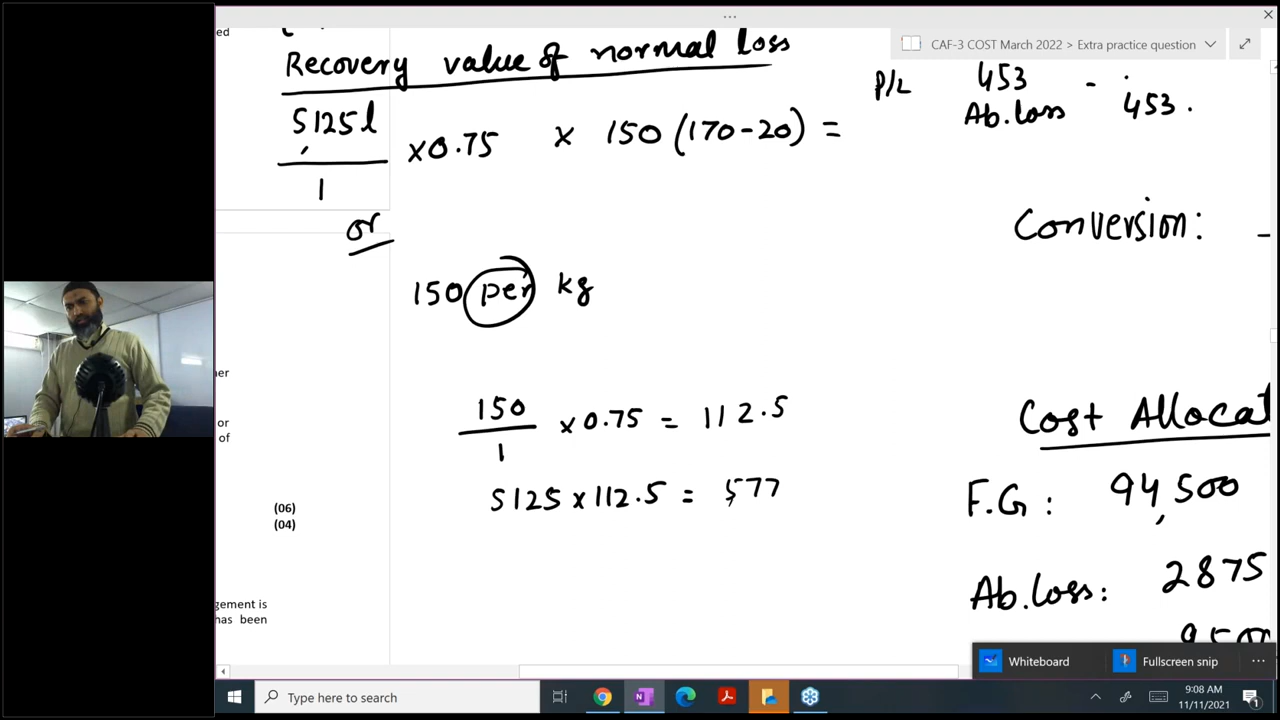 ed
CAF-3 COST March 2022 > Extra practice question
Recovery value of normal loss
5125l × 0.75 × 150 (170-20) =
1
or
150 per kg
150 × 0.75 = 112.5
1
5125 × 112.5 = 577
P/L 453 - 453.
Ab.loss
Conversion:
Cost Allocat
F.G: 94,500
Ab.loss: 2875
9500
her
or
of
(06)
(04)
gement is
has been
Whiteboard
Fullscreen snip
Type here to search
9:08 AM
11/11/2021